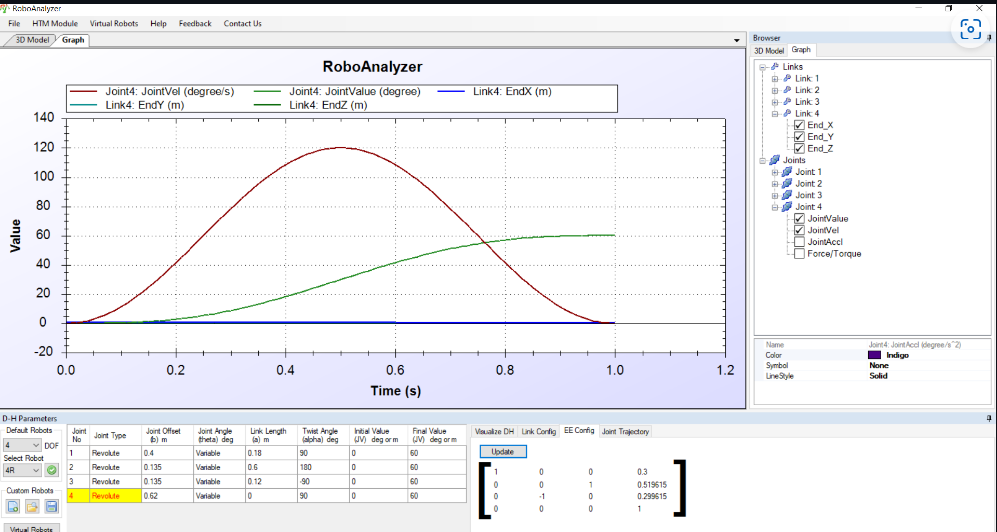 RoboAnalyzer
File HTM Module Virtual Robots Help Feedback Contact Us
3D Model Graph
RoboAnalyzer
Joint4: JointVel (degree/s) Joint4: JointValue (degree) Link4: EndX (m)
Link4: EndY (m) Link4: EndZ (m)
140
120
100
80
60
40
20
0
-20
Value
0.0 0.2 0.4 0.6 0.8 1.0 1.2
Time (s)
Browser
3D Model Graph
Links
Link: 1
Link: 2
Link: 3
Link: 4
End_X
End_Y
End_Z
Joints
Joint 1
Joint 2
Joint 3
Joint 4
JointValue
JointVel
JointAccl
Force/Torque
Name Joint4: JointAccl (degree/s^2)
Color Indigo
Symbol None
LineStyle Solid
D-H Parameters
Default Robots
4 DOF
Select Robot
4R
Custom Robots
Virtual Robots
Joint No Joint Type Joint Offset (b) m Joint Angle (theta) deg Link Length (a) m Twist Angle (alpha) deg Initial Value (JV) deg or m Final Value (JV) deg or m
1 Revolute 0.4 Variable 0.18 90 0 60
2 Revolute 0.135 Variable 0.6 180 0 60
3 Revolute 0.135 Variable 0.12 -90 0 60
4 Revolute 0.62 Variable 0 90 0 60
Visualize DH Link Config EE Config Joint Trajectory
Update
1 0 0 0.3
0 0 1 0.519615
0 -1 0 0.299615
0 0 0 1